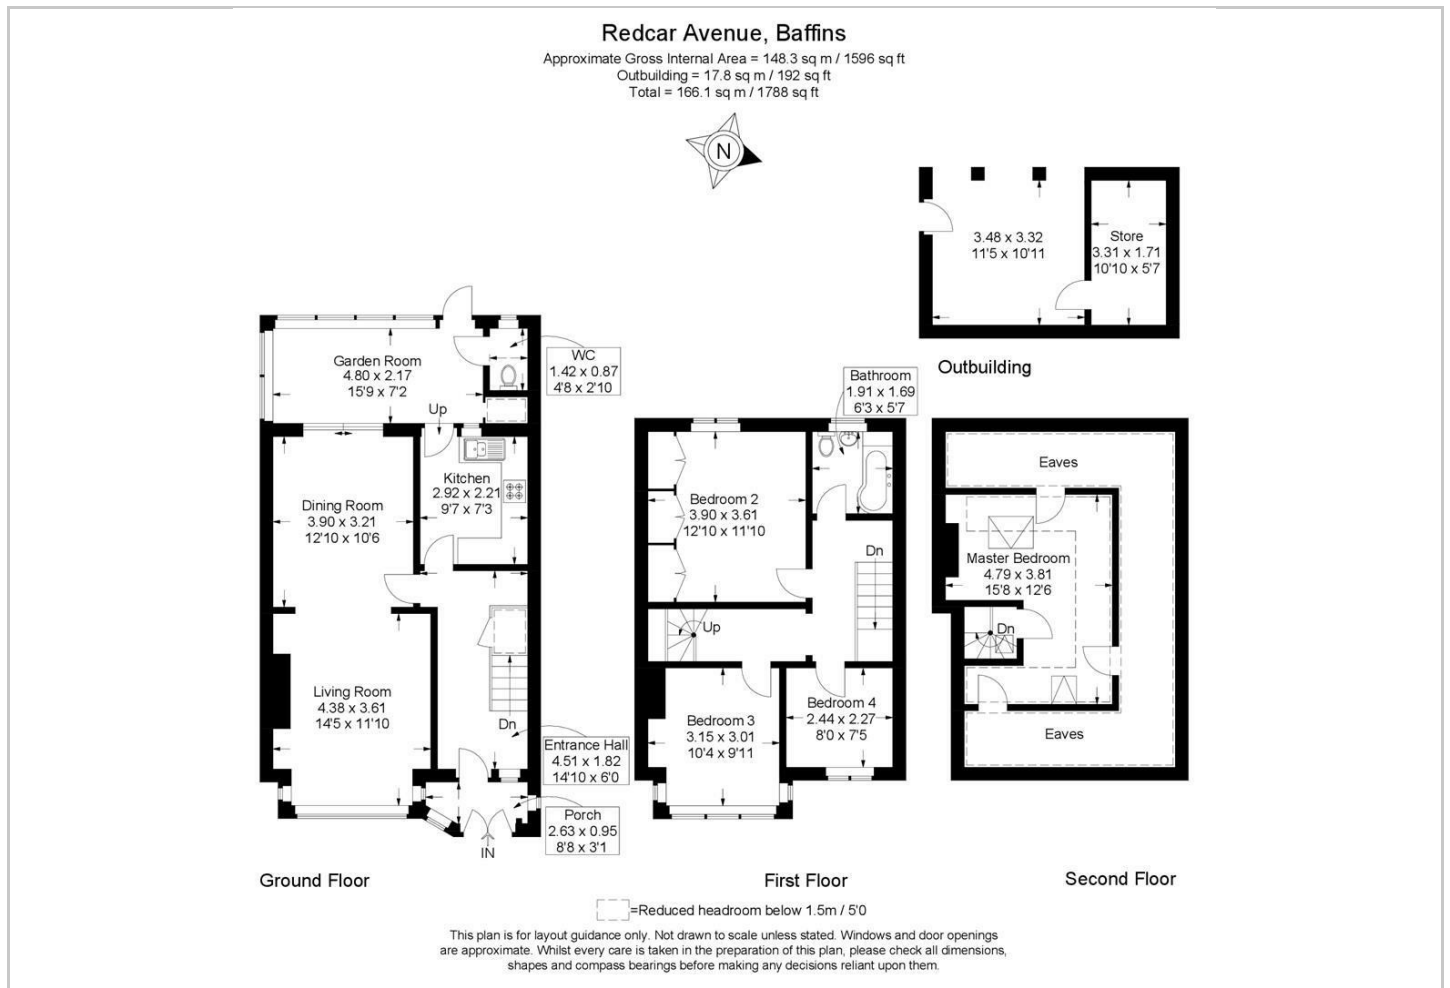 Redcar Avenue, Baffins
Approximate Gross Internal Area = 148.3 sq m / 1596 sq ft
Outbuilding = 17.8 sq m / 192 sq ft
Total = 166.1 sq m / 1788 sq ft
N
3.48 x 3.32
11'5 x 10'11
Store
3.31 x 1.71
10'10 x 5'7
Outbuilding
Garden Room
4.80 x 2.17
15'9 x 7'2
Up
WC
1.42 x 0.87
4'8 x 2'10
Kitchen
2.92 x 2.21
9'7 x 7'3
Dining Room
3.90 x 3.21
12'10 x 10'6
Living Room
4.38 x 3.61
14'5 x 11'10
Dn
Entrance Hall
4.51 x 1.82
14'10 x 6'0
Porch
2.63 x 0.95
8'8 x 3'1
IN
Ground Floor
Bathroom
1.91 x 1.69
6'3 x 5'7
Bedroom 2
3.90 x 3.61
12'10 x 11'10
Dn
Up
Bedroom 3
3.15 x 3.01
10'4 x 9'11
Bedroom 4
2.44 x 2.27
8'0 x 7'5
First Floor
Eaves
Master Bedroom
4.79 x 3.81
15'8 x 12'6
Dn
Eaves
Second Floor
=Reduced headroom below 1.5m / 5'0
This plan is for layout guidance only. Not drawn to scale unless stated. Windows and door openings
are approximate. Whilst every care is taken in the preparation of this plan, please check all dimensions,
shapes and compass bearings before making any decisions reliant upon them.